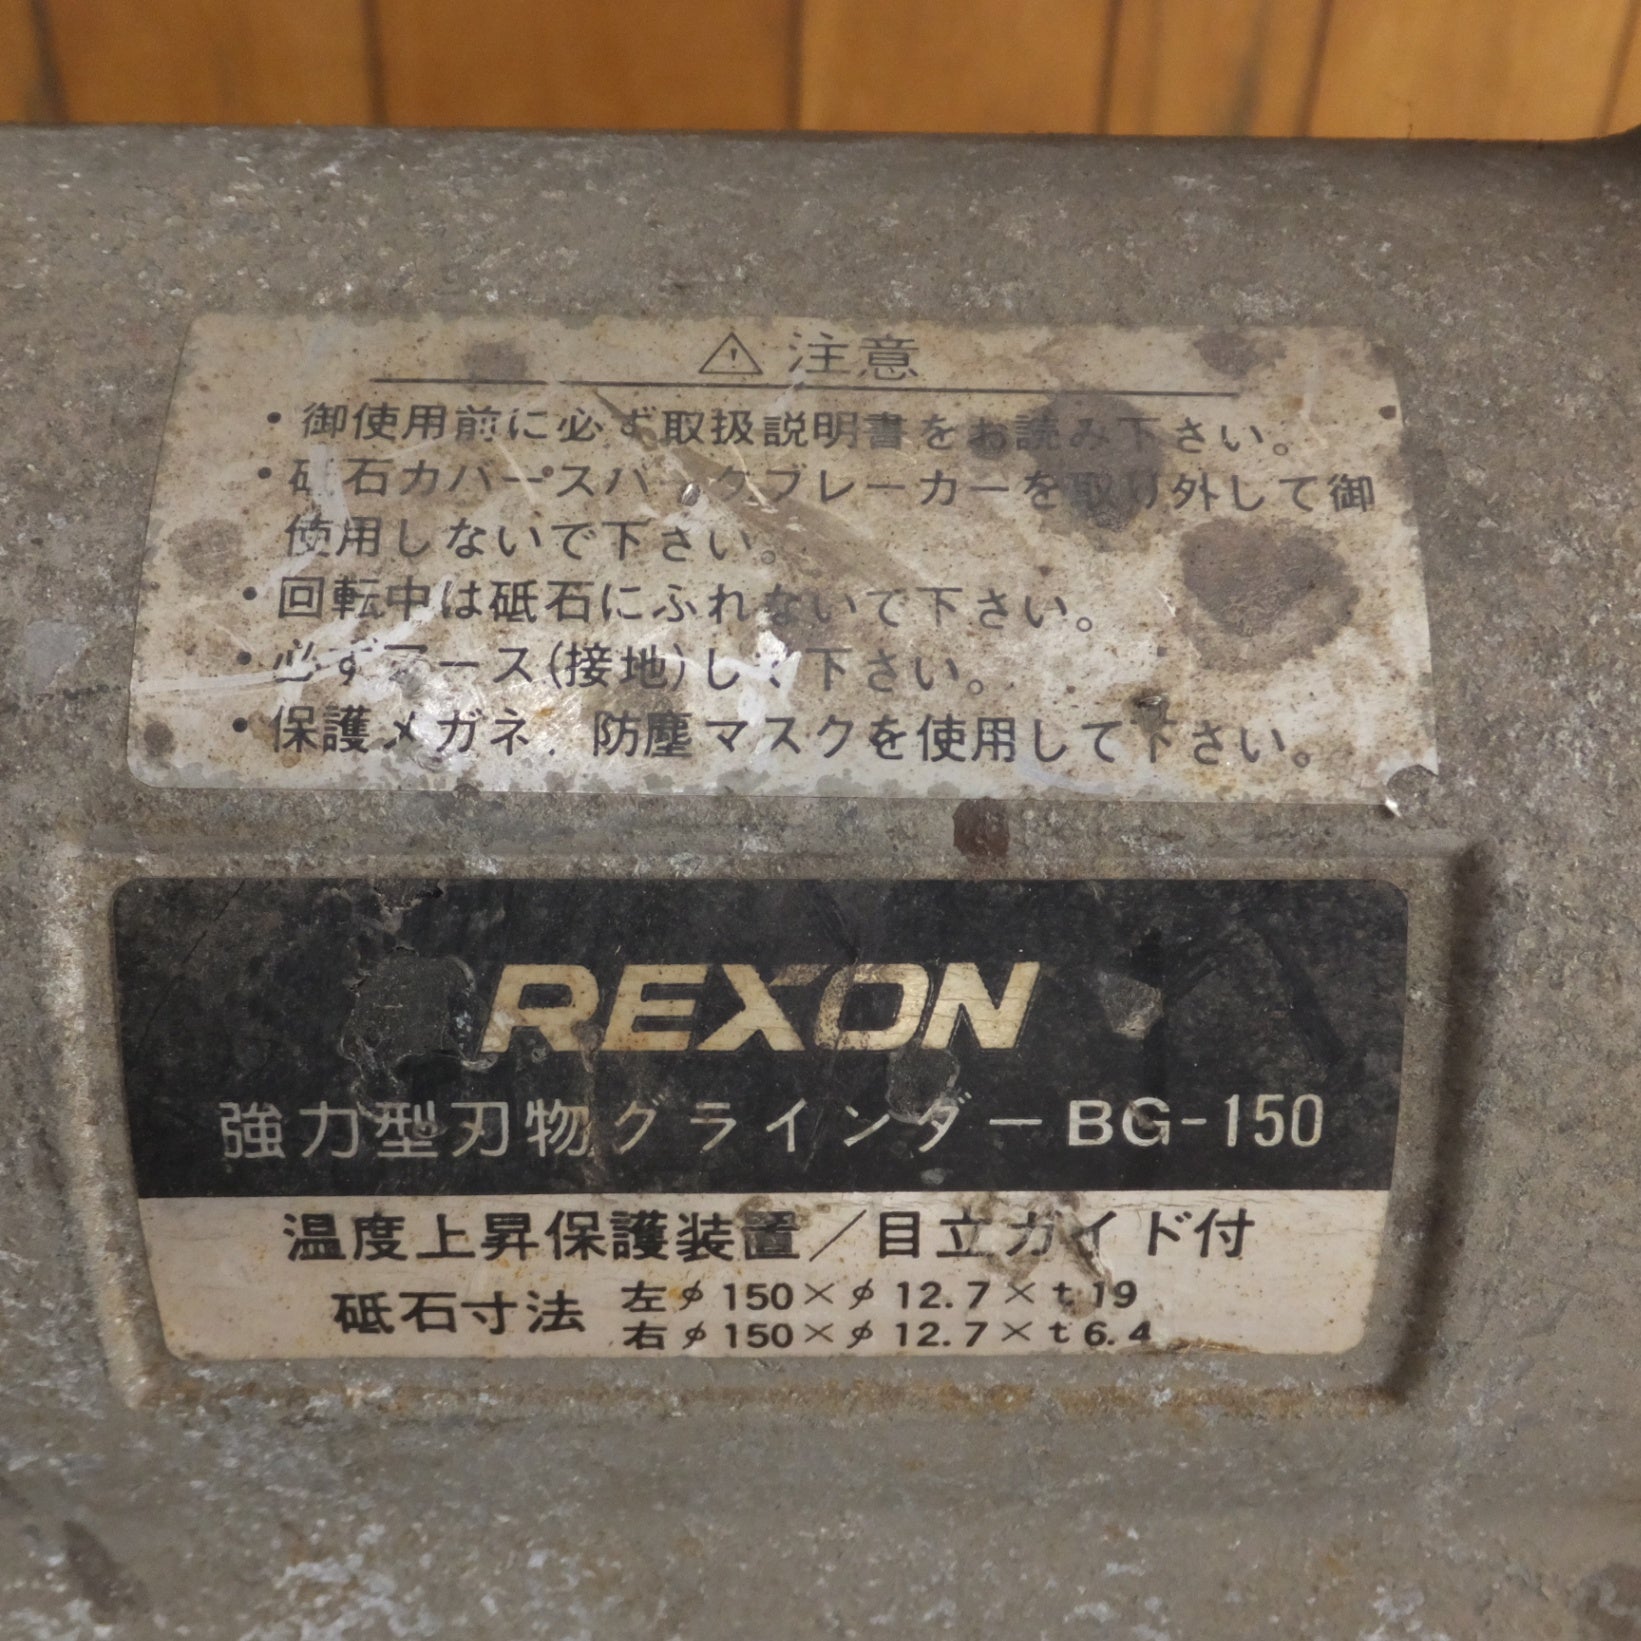 ⚠ 注意
・御使用前に必ず取扱説明書をお読み下さい。
・砥石カバースパークブレーカーを取り外して御
使用しないで下さい。
・回転中は砥石にふれないで下さい。
・必ずアース(接地)して下さい。
・保護メガネ、防塵マスクを使用して下さい。
REXON
強力型刃物グラインダーBG-150
温度上昇保護装置/目立ガイド付
砥石寸法 左φ150×φ12.7×t19
右φ150×φ12.7×t6.4